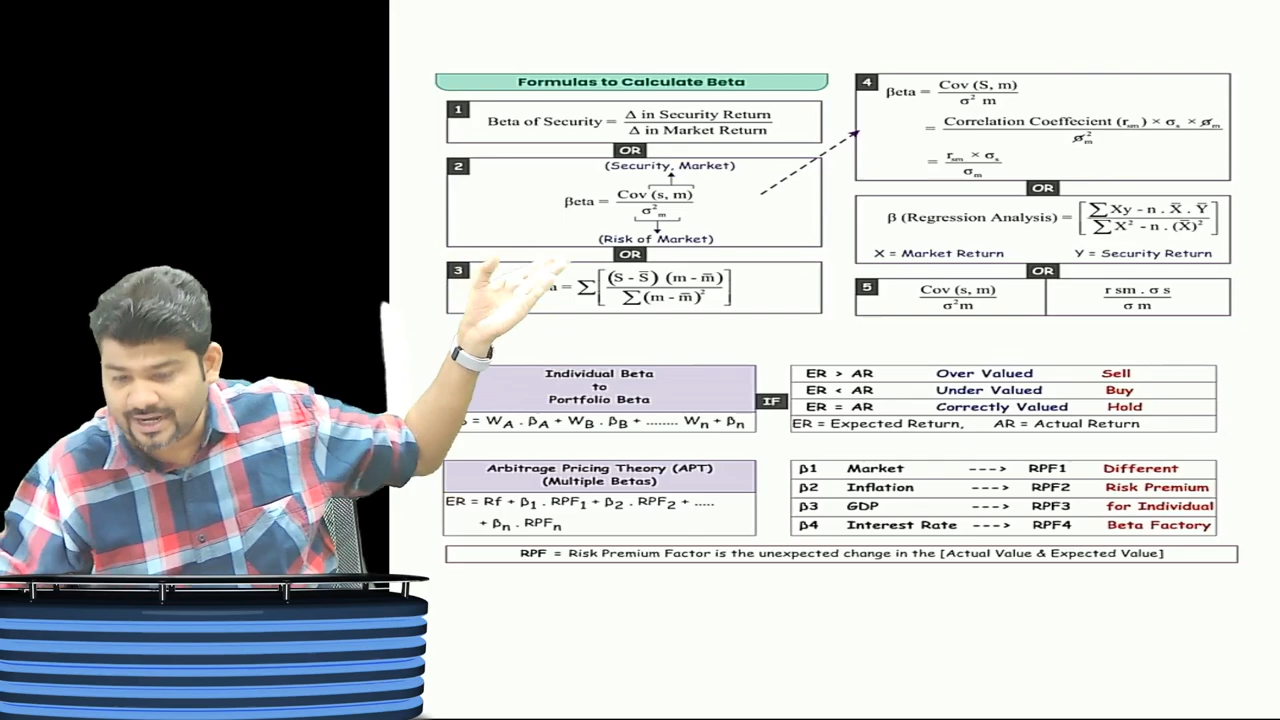 Formulas to Calculate Beta
1
Beta of Security = Δ in Security Return / Δ in Market Return
OR
2
(Security, Market)
βeta = Cov (s, m) / σ²m
(Risk of Market)
OR
3
= ∑ [ (S - S̄) (m - m̄) / ∑ (m - m̄)² ]
4
βeta = Cov (S, m) / σ² m
= Correlation Coeffecient (rsm) × σs × σm / σ²m
= rsm × σs / σm
OR
β (Regression Analysis) = [ ∑ Xy - n . X̄ . Ȳ / ∑ X² - n . (X̄)² ]
X = Market Return Y = Security Return
OR
5
Cov (s, m) / σ²m
r sm . σ s / σ m
Individual Beta
to
Portfolio Beta
= WA . βA + WB . βB + ........ Wn + βn
IF
ER > AR Over Valued Sell
ER < AR Under Valued Buy
ER = AR Correctly Valued Hold
ER = Expected Return, AR = Actual Return
Arbitrage Pricing Theory (APT)
(Multiple Betas)
ER = Rf + β1 . RPF1 + β2 . RPF2 + .....
+ βn . RPFn
β1 Market ---> RPF1 Different
β2 Inflation ---> RPF2 Risk Premium
β3 GDP ---> RPF3 for Individual
β4 Interest Rate ---> RPF4 Beta Factory
RPF = Risk Premium Factor is the unexpected change in the [Actual Value & Expected Value]